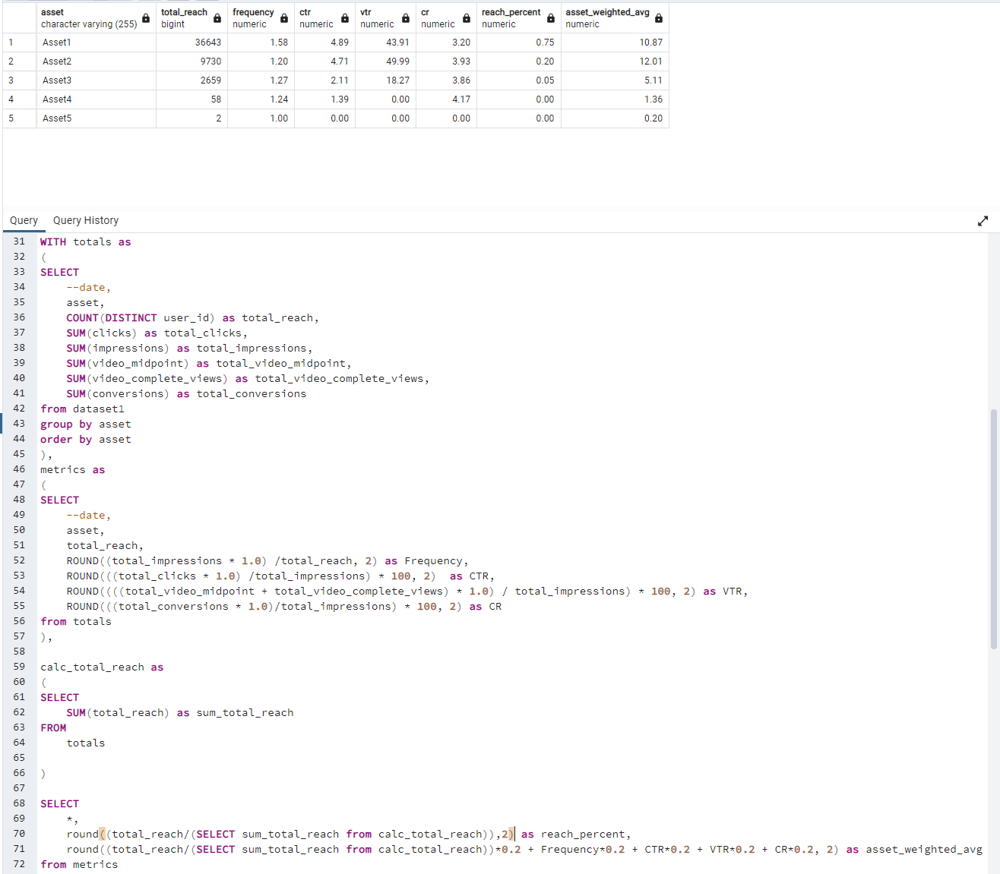 asset total_reach frequency ctr vtr cr reach_percent asset_weighted_avg
character varying (255) bigint numeric numeric numeric numeric numeric numeric
1 Asset1 36643 1.58 4.89 43.91 3.20 0.75 10.87
2 Asset2 9730 1.20 4.71 49.99 3.93 0.20 12.01
3 Asset3 2659 1.27 2.11 18.27 3.86 0.05 5.11
4 Asset4 58 1.24 1.39 0.00 4.17 0.00 1.36
5 Asset5 2 1.00 0.00 0.00 0.00 0.00 0.20
Query Query History
31 WITH totals as
32 (
33 SELECT
34 --date,
35 asset,
36 COUNT(DISTINCT user_id) as total_reach,
37 SUM(clicks) as total_clicks,
38 SUM(impressions) as total_impressions,
39 SUM(video_midpoint) as total_video_midpoint,
40 SUM(video_complete_views) as total_video_complete_views,
41 SUM(conversions) as total_conversions
42 from dataset1
43 group by asset
44 order by asset
45 ),
46 metrics as
47 (
48 SELECT
49 --date,
50 asset,
51 total_reach,
52 ROUND((total_impressions * 1.0) /total_reach, 2) as Frequency,
53 ROUND(((total_clicks * 1.0) /total_impressions) * 100, 2)  as CTR,
54 ROUND((((total_video_midpoint + total_video_complete_views) * 1.0) / total_impressions) * 100, 2) as VTR,
55 ROUND(((total_conversions * 1.0)/total_impressions) * 100, 2) as CR
56 from totals
57 ),
58
59 calc_total_reach as
60 (
61 SELECT
62 SUM(total_reach) as sum_total_reach
63 FROM
64 totals
65
66 )
67
68 SELECT
69 *,
70 round((total_reach/(SELECT sum_total_reach from calc_total_reach)),2) as reach_percent,
71 round((total_reach/(SELECT sum_total_reach from calc_total_reach))*0.2 + Frequency*0.2 + CTR*0.2 + VTR*0.2 + CR*0.2, 2) as asset_weighted_avg
72 from metrics